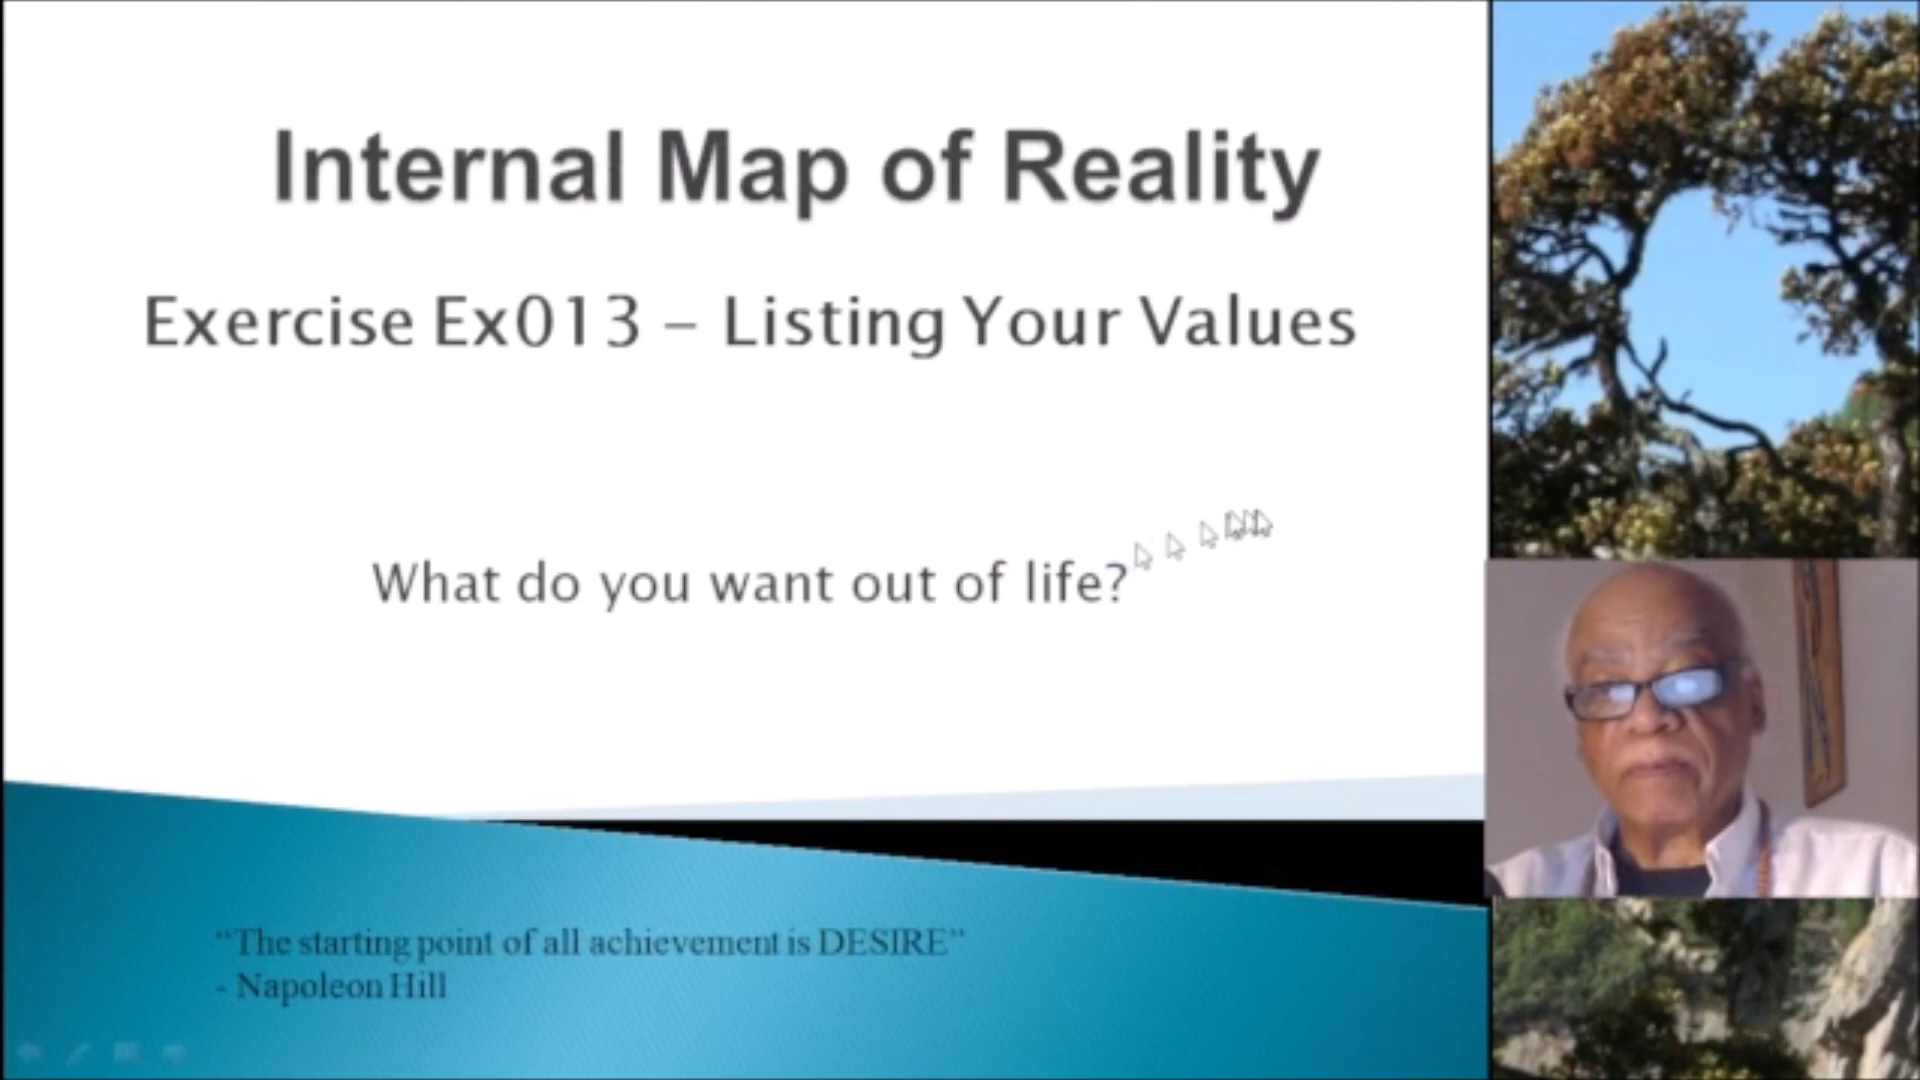 Internal Map of Reality
Exercise Ex013 – Listing Your Values
What do you want out of life?
“The starting point of all achievement is DESIRE”
- Napoleon Hill